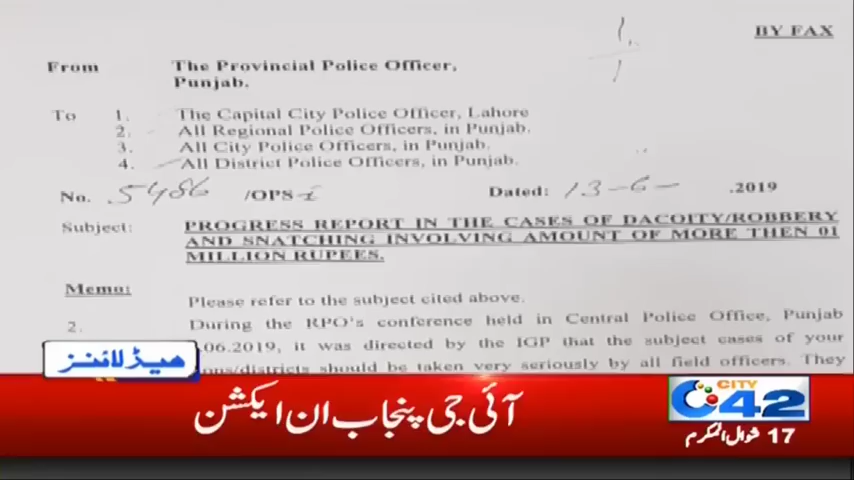 BY FAX
From The Provincial Police Officer,
Punjab.
To 1. The Capital City Police Officer, Lahore
2. All Regional Police Officers, in Punjab.
3. All City Police Officers, in Punjab.
4. All District Police Officers, in Punjab.
No. 5486 /OPS-i Dated: 13-6- .2019
Subject: PROGRESS REPORT IN THE CASES OF DACOITY/ROBBERY
AND SNATCHING INVOLVING AMOUNT OF MORE THEN 01
MILLION RUPEES.
Memo:
Please refer to the subject cited above.
2. During the RPO's conference held in Central Police Office, Punjab
.06.2019, it was directed by the IGP that the subject cases of your
ons/districts should be taken very seriously by all field officers. They
ہیڈلائنز
آئی جی پنجاب ان ایکشن
CITY
42
17 شوال المکرم